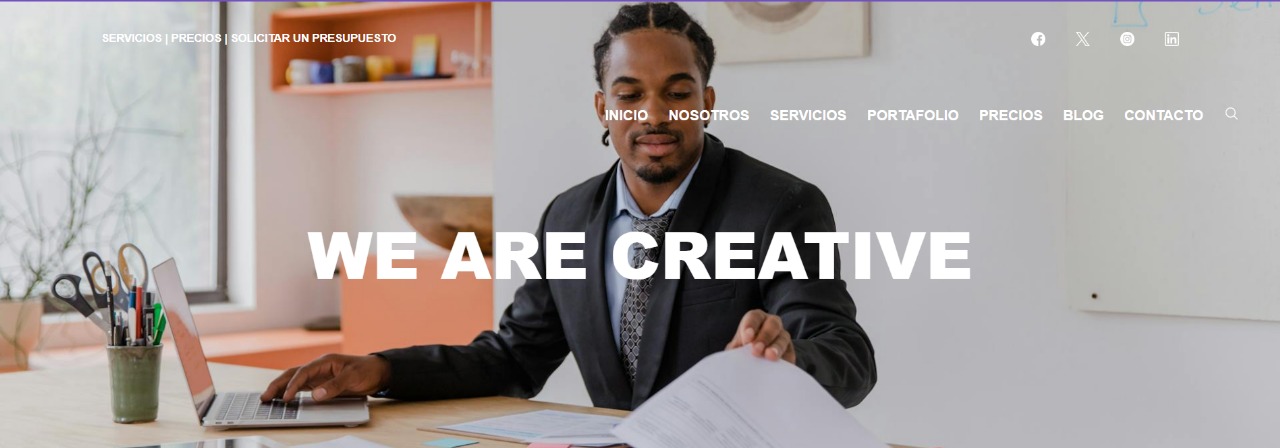 SERVICIOS | PRECIOS | SOLICITAR UN PRESUPUESTO
INICIO NOSOTROS SERVICIOS PORTAFOLIO PRECIOS BLOG CONTACTO
WE ARE CREATIVE